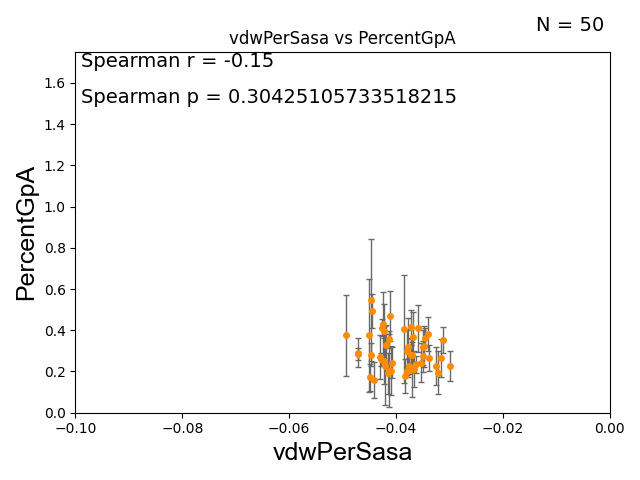 N = 50
vdwPerSasa vs PercentGpA
Spearman r = -0.15
Spearman p = 0.30425105733518215
1.6
1.4
1.2
1.0
0.8
0.6
0.4
0.2
0.0
PercentGpA
−0.10
−0.08
−0.06
−0.04
−0.02
0.00
vdwPerSasa